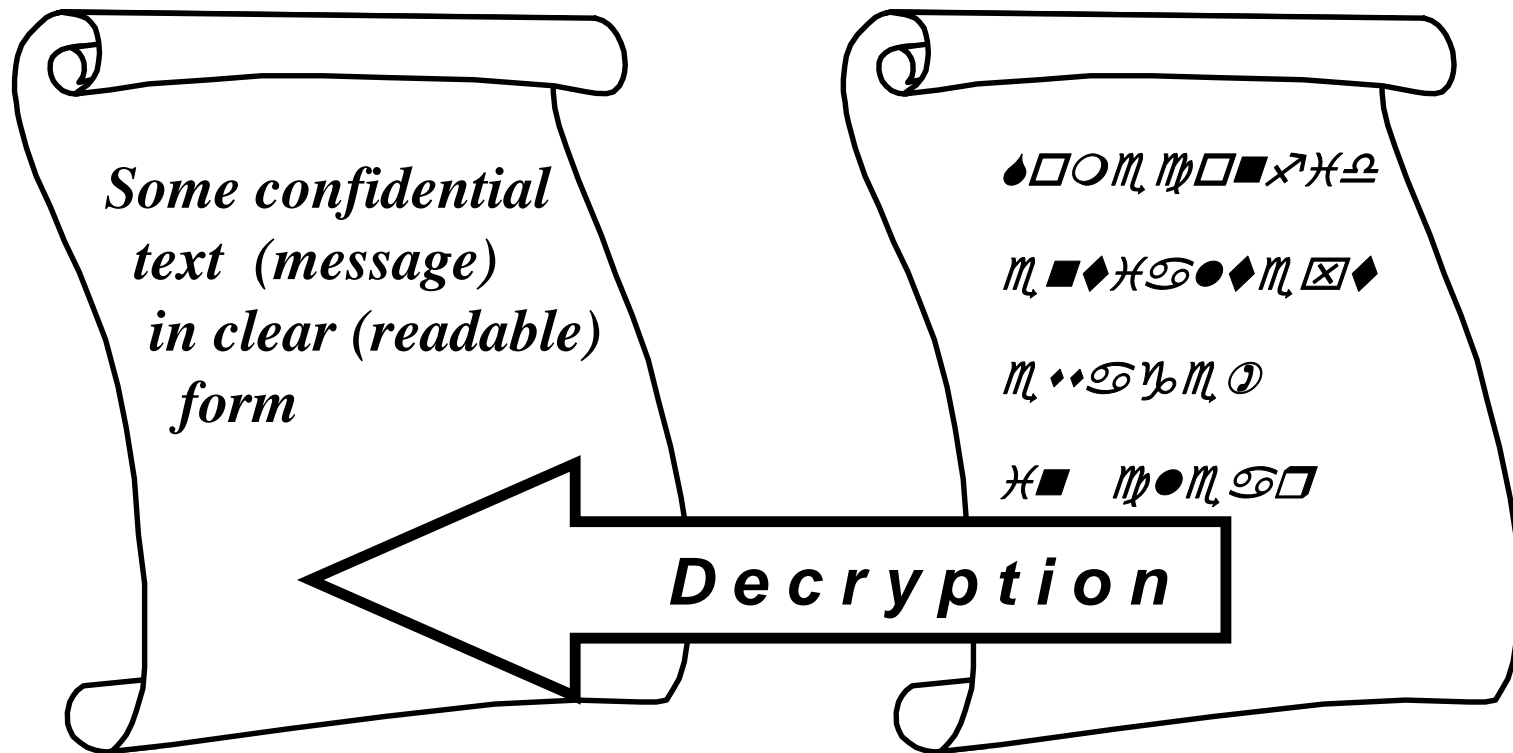 Some confidential
text (message)
in clear (readable)
form
💧□❍♏ ♍□■♐♓♎
♏■⧫♓♋●⧫♏⌧⧫
♏⬥⬥♋♑♏✆
♓■ ♍●♏♋❒
Decryption